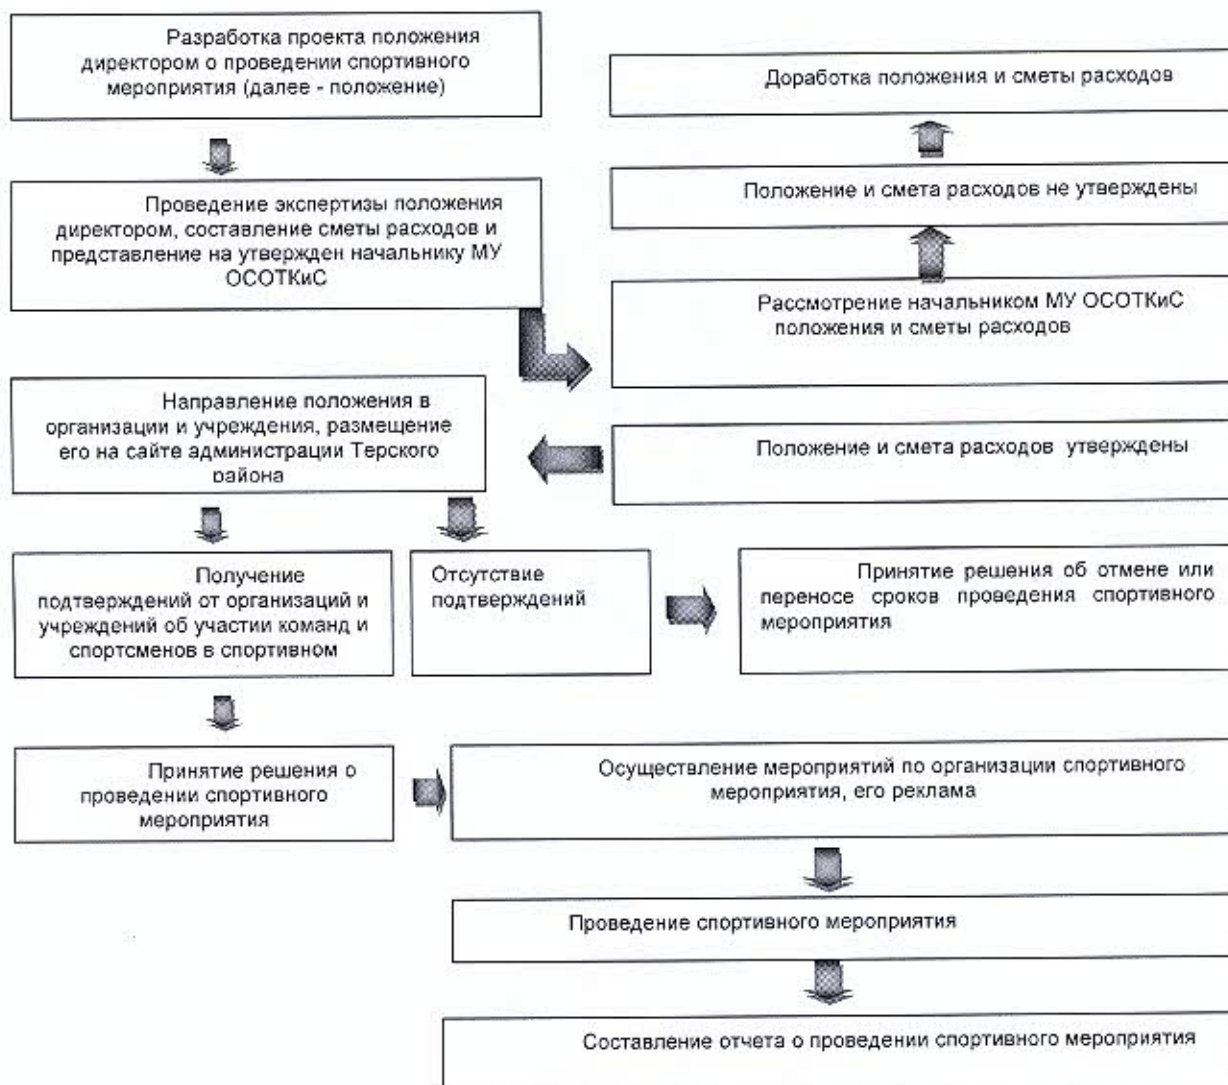 Разработка проекта положения
директором о проведении спортивного
мероприятия (далее - положение)
Доработка положения и сметы расходов
Проведение экспертизы положения
директором, составление сметы расходов и
представление на утвержден начальнику МУ
ОСОТКиС
Положение и смета расходов не утверждены
Рассмотрение начальником МУ ОСОТКиС
положения и сметы расходов
Направление положения в
организации и учреждения, размещение
его на сайте администрации Терского
района
Положение и смета расходов утверждены
Получение
подтверждений от организаций и
учреждений об участии команд и
спортсменов в спортивном
Отсутствие
подтверждений
Принятие решения об отмене или
переносе сроков проведения спортивного
мероприятия
Принятие решения о
проведении спортивного
мероприятия
Осуществление мероприятий по организации спортивного
мероприятия, его реклама
Проведение спортивного мероприятия
Составление отчета о проведении спортивного мероприятия